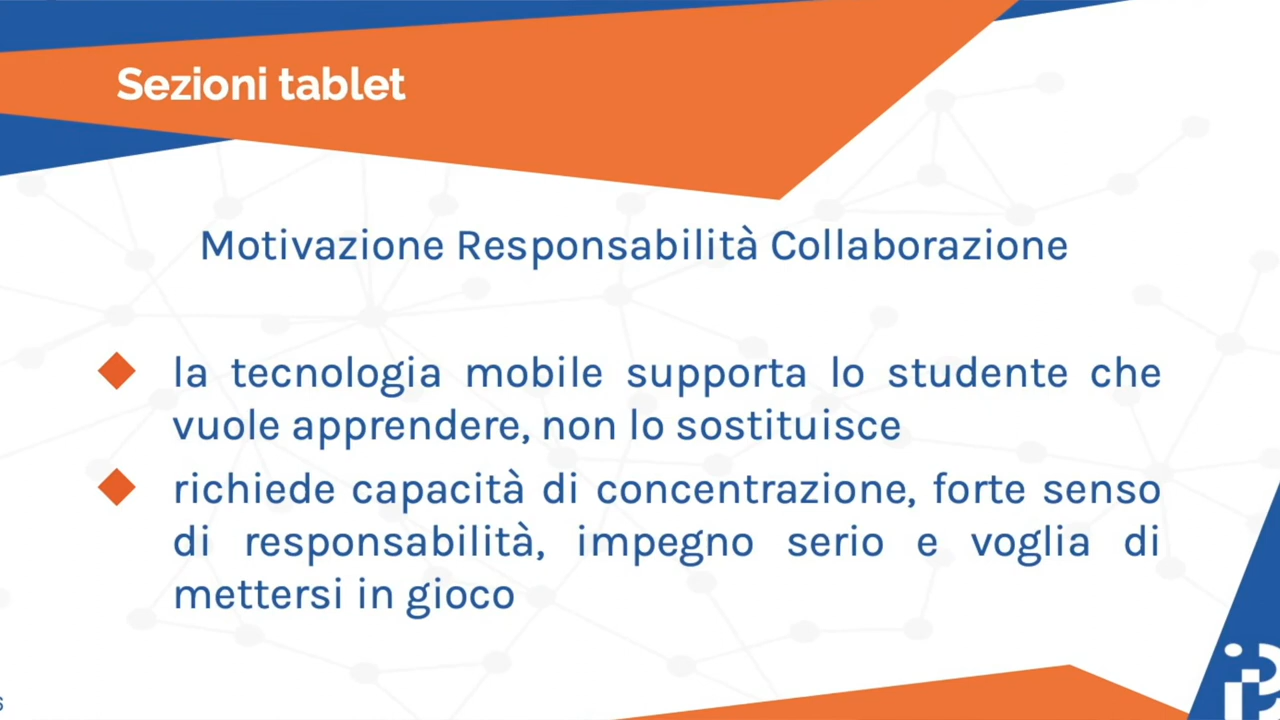 Sezioni tablet
Motivazione Responsabilità Collaborazione
la tecnologia mobile supporta lo studente che
vuole apprendere, non lo sostituisce
richiede capacità di concentrazione, forte senso
di responsabilità, impegno serio e voglia di
mettersi in gioco